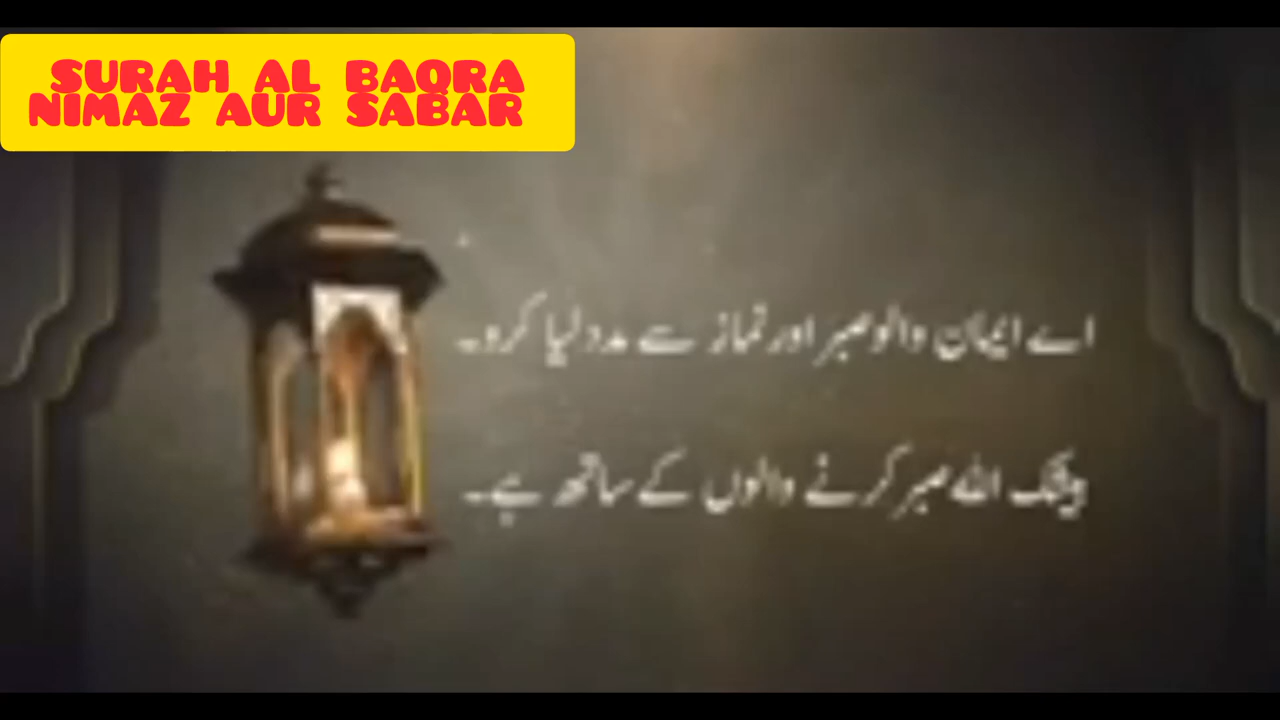 SURAH AL BAQRA
NIMAZ AUR SABAR
اے ایمان والو صبر اور نماز سے مدد لیا کرو۔
بیشک اللہ صبر کرنے والوں کے ساتھ ہے۔